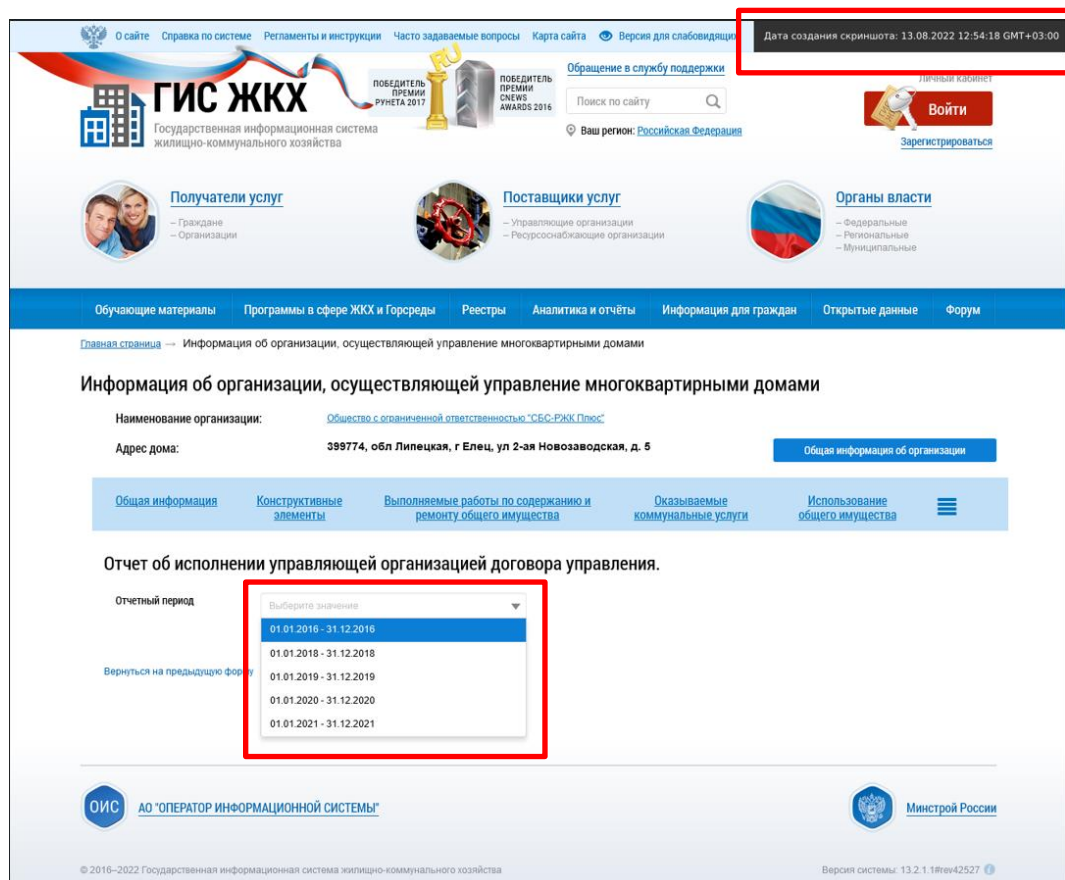 О сайте Справка по системе Регламенты и инструкции Часто задаваемые вопросы Карта сайта Версия для слабовидящих
Дата создания скриншота: 13.08.2022 12:54:18 GMT+03:00
ГИС ЖКХ
Государственная информационная система
жилищно-коммунального хозяйства
ПОБЕДИТЕЛЬ
ПРЕМИИ
РУНЕТА 2017
RU
ПОБЕДИТЕЛЬ
ПРЕМИИ
CNEWS
AWARDS 2016
Обращение в службу поддержки
Поиск по сайту
Ваш регион: Российская Федерация
Личный кабинет
Войти
Зарегистрироваться
Получатели услуг
– Граждане
– Организации
Поставщики услуг
– Управляющие организации
– Ресурсоснабжающие организации
Органы власти
– Федеральные
– Региональные
– Муниципальные
Обучающие материалы Программы в сфере ЖКХ и Горсреды Реестры Аналитика и отчёты Информация для граждан Открытые данные Форум
Главная страница → Информация об организации, осуществляющей управление многоквартирными домами
Информация об организации, осуществляющей управление многоквартирными домами
Наименование организации: Общество с ограниченной ответственностью "СБС-РЖК Плюс"
Адрес дома: 399774, обл Липецкая, г Елец, ул 2-ая Новозаводская, д. 5
Общая информация об организации
Общая информация
Конструктивные
элементы
Выполняемые работы по содержанию и
ремонту общего имущества
Оказываемые
коммунальные услуги
Использование
общего имущества
Отчет об исполнении управляющей организацией договора управления.
Отчетный период
Выберите значение
01.01.2016 - 31.12.2016
01.01.2018 - 31.12.2018
01.01.2019 - 31.12.2019
01.01.2020 - 31.12.2020
01.01.2021 - 31.12.2021
Вернуться на предыдущую форму
ОИС
АО "ОПЕРАТОР ИНФОРМАЦИОННОЙ СИСТЕМЫ"
Минстрой России
© 2016–2022 Государственная информационная система жилищно-коммунального хозяйства
Версия системы: 13.2.1.1#rev42527